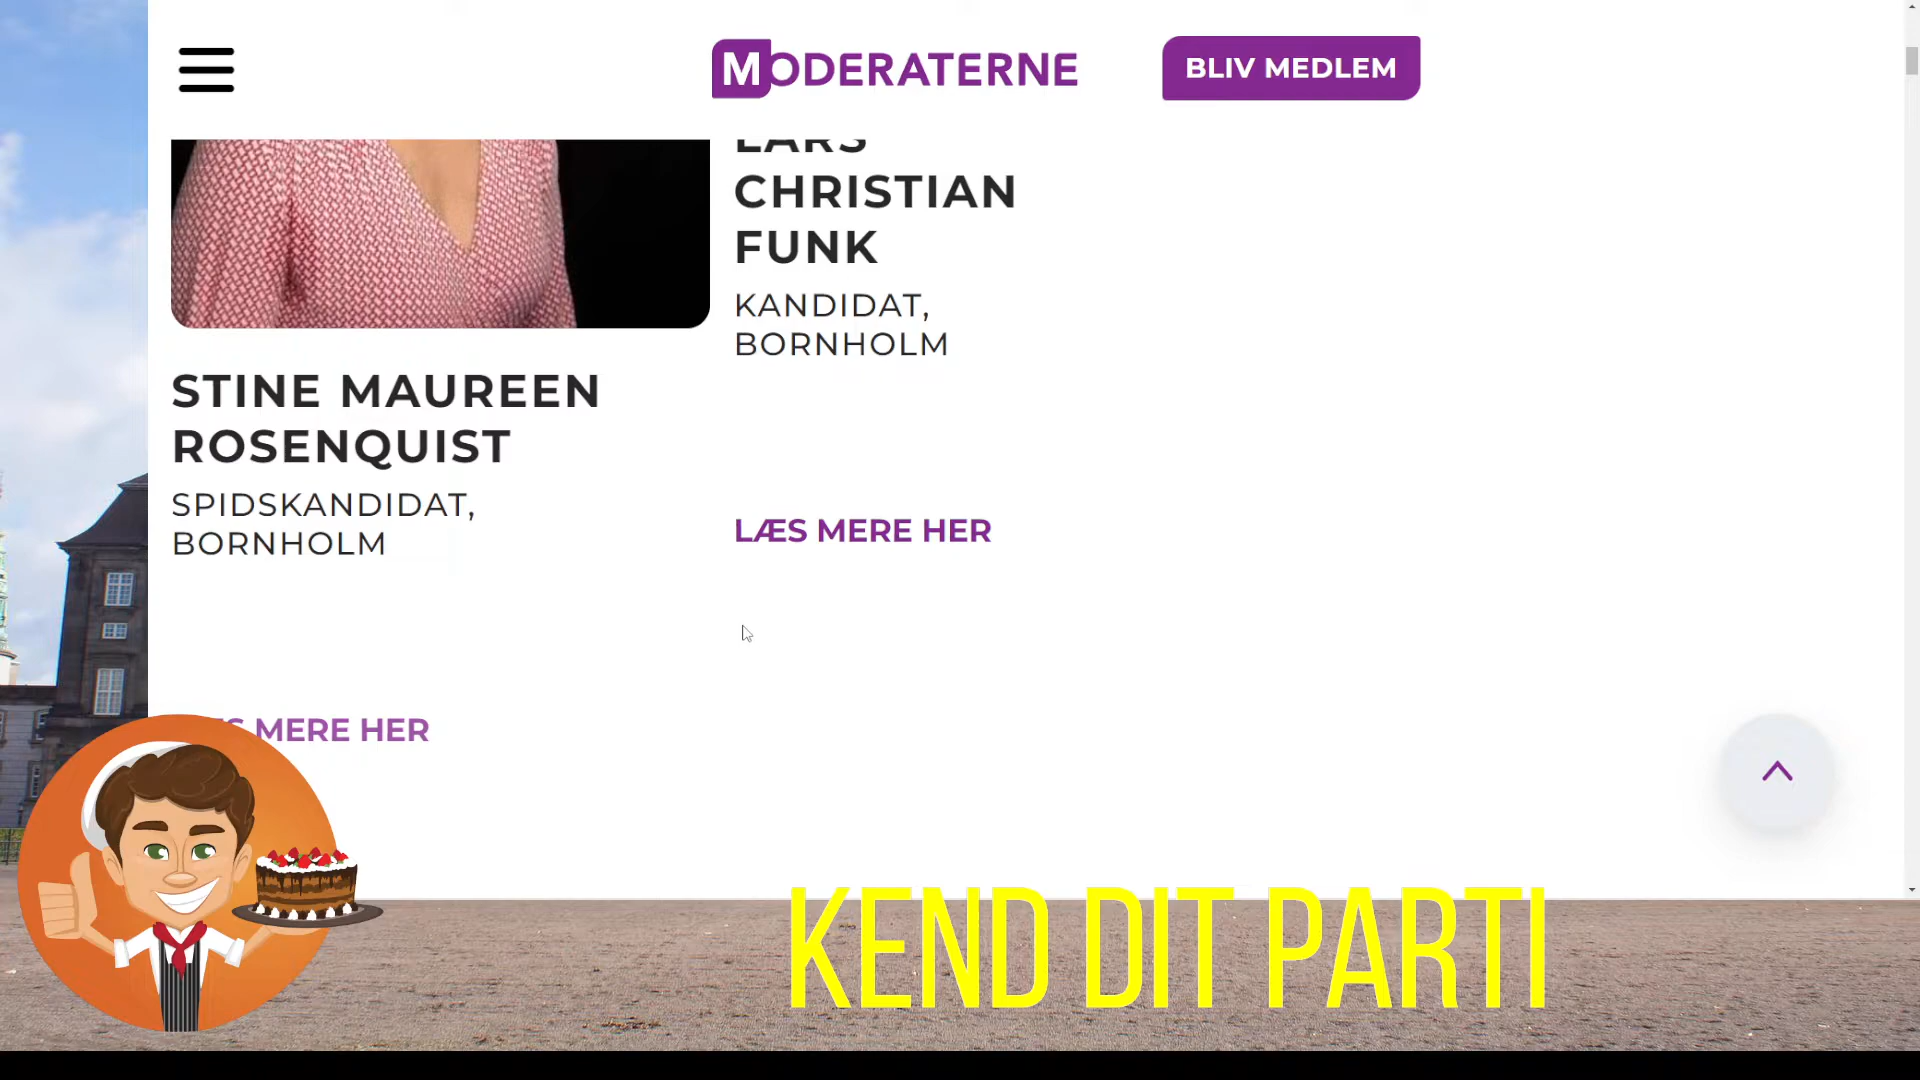 MODERATERNE
BLIV MEDLEM
LARS
CHRISTIAN
FUNK
KANDIDAT,
BORNHOLM
LÆS MERE HER
STINE MAUREEN
ROSENQUIST
SPIDSKANDIDAT,
BORNHOLM
MERE HER
KEND DIT PARTI